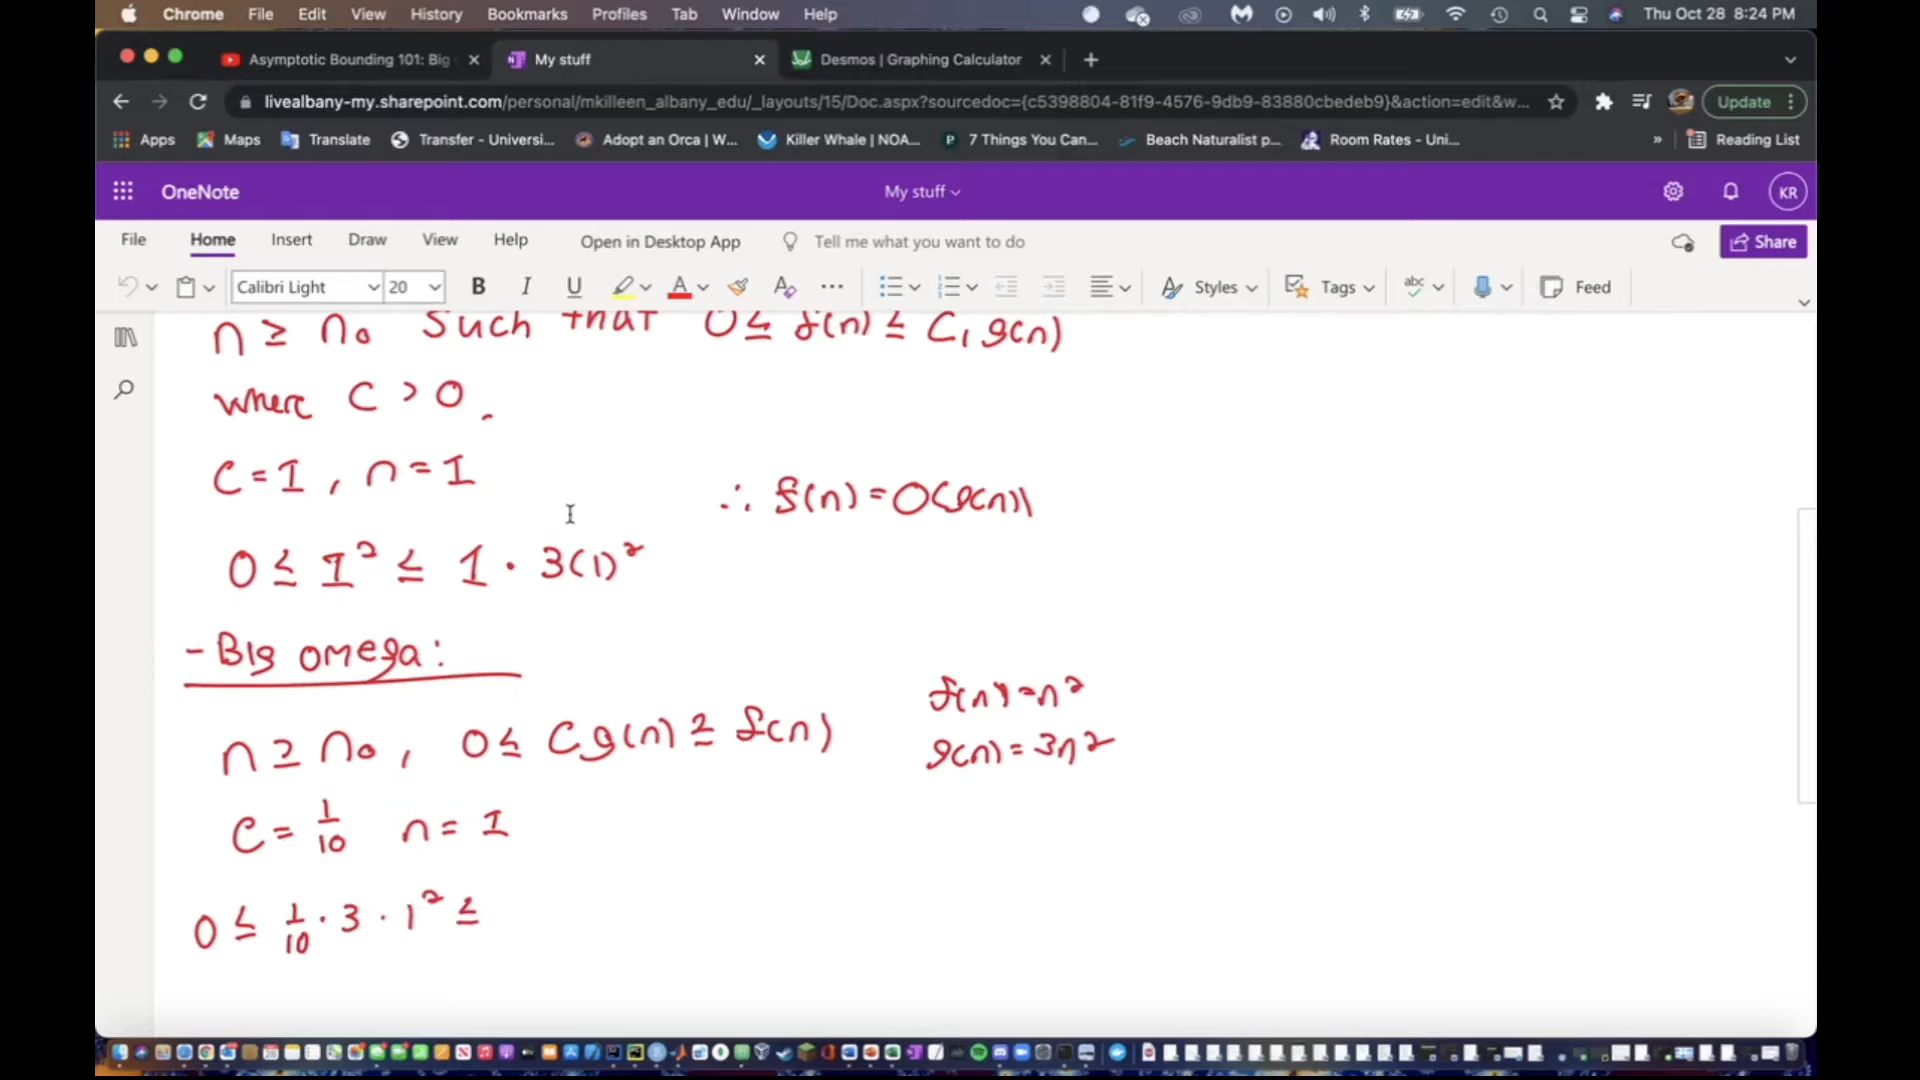 Chrome File Edit View History Bookmarks Profiles Tab Window Help Thu Oct 28 8:24 PM
Asymptotic Bounding 101: Big My stuff Desmos | Graphing Calculator
livealbany-my.sharepoint.com/personal/mkilleen_albany_edu/_layouts/15/Doc.aspx?sourcedoc={c5398804-81f9-4576-9db9-83880cbedeb9}&action=edit&w... Update
Apps Maps Translate Transfer - Universi... Adopt an Orca | W... Killer Whale | NOA... 7 Things You Can... Beach Naturalist p... Room Rates - Uni... » Reading List
OneNote My stuff KR
File Home Insert Draw View Help Open in Desktop App Tell me what you want to do Share
Calibri Light 20 B I U A ... Styles Tags abc Feed
n ≥ n₀ such that 0 ≤ f(n) ≤ C₁g(n)
where C > 0.
C = 1, n = 1
∴ f(n) = O(g(n))
0 ≤ 1² ≤ 1 · 3(1)²
- Big omega:
f(n) = n²
n ≥ n₀, 0 ≤ Cg(n) ≤ f(n)
g(n) = 3n²
C = 1/10 n = 1
0 ≤ 1/10 · 3 · 1² ≤